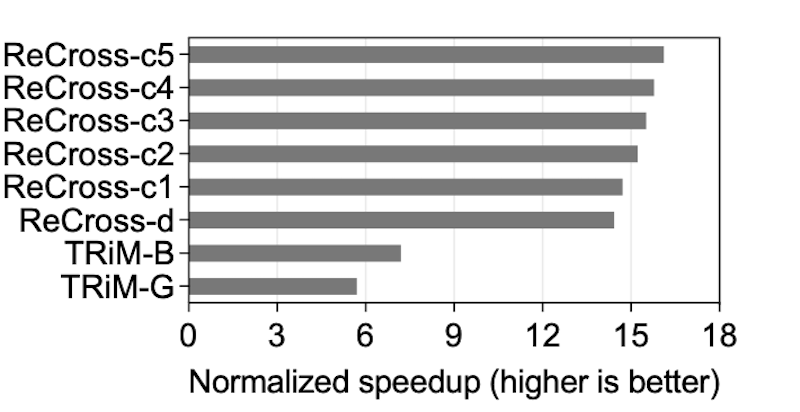 ReCross-c5
ReCross-c4
ReCross-c3
ReCross-c2
ReCross-c1
ReCross-d
TRiM-B
TRiM-G
0 3 6 9 12 15 18
Normalized speedup (higher is better)